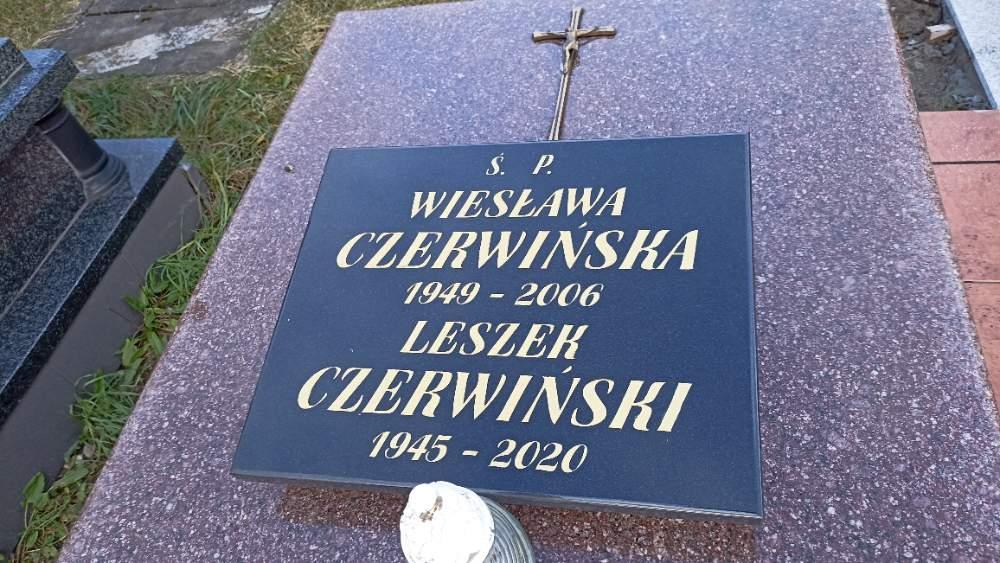 Ś. P.
WIESŁAWA
CZERWIŃSKA
1949 - 2006
LESZEK
CZERWIŃSKI
1945 - 2020